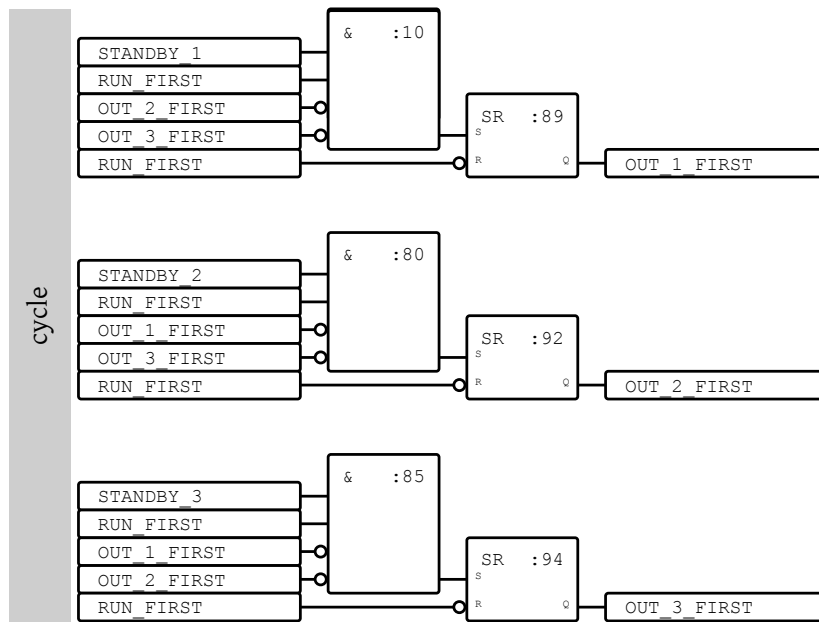 cycle
& :10
STANDBY_1
RUN_FIRST
OUT_2_FIRST
OUT_3_FIRST
RUN_FIRST
SR :89
S
R Q
OUT_1_FIRST
& :80
STANDBY_2
RUN_FIRST
OUT_1_FIRST
OUT_3_FIRST
RUN_FIRST
SR :92
S
R Q
OUT_2_FIRST
& :85
STANDBY_3
RUN_FIRST
OUT_1_FIRST
OUT_2_FIRST
RUN_FIRST
SR :94
S
R Q
OUT_3_FIRST